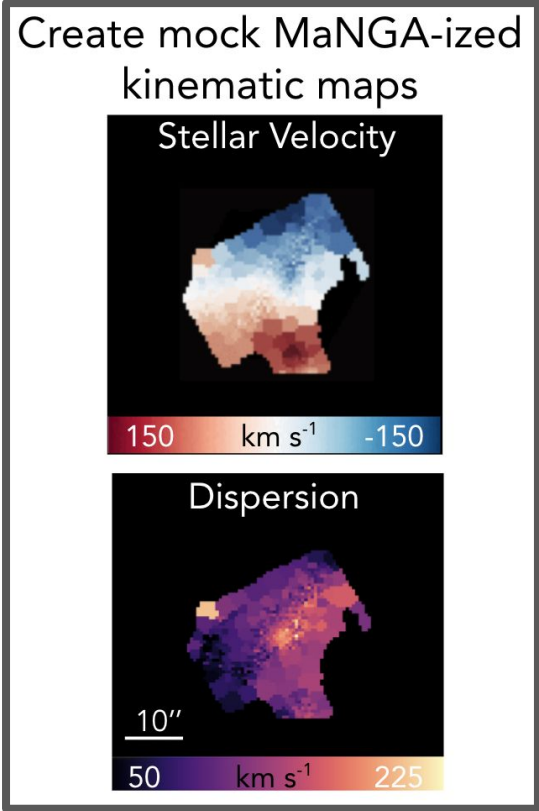 Create mock MaNGA-ized
kinematic maps
Stellar Velocity
150 km s⁻¹ -150
Dispersion
10″
50 km s⁻¹ 225